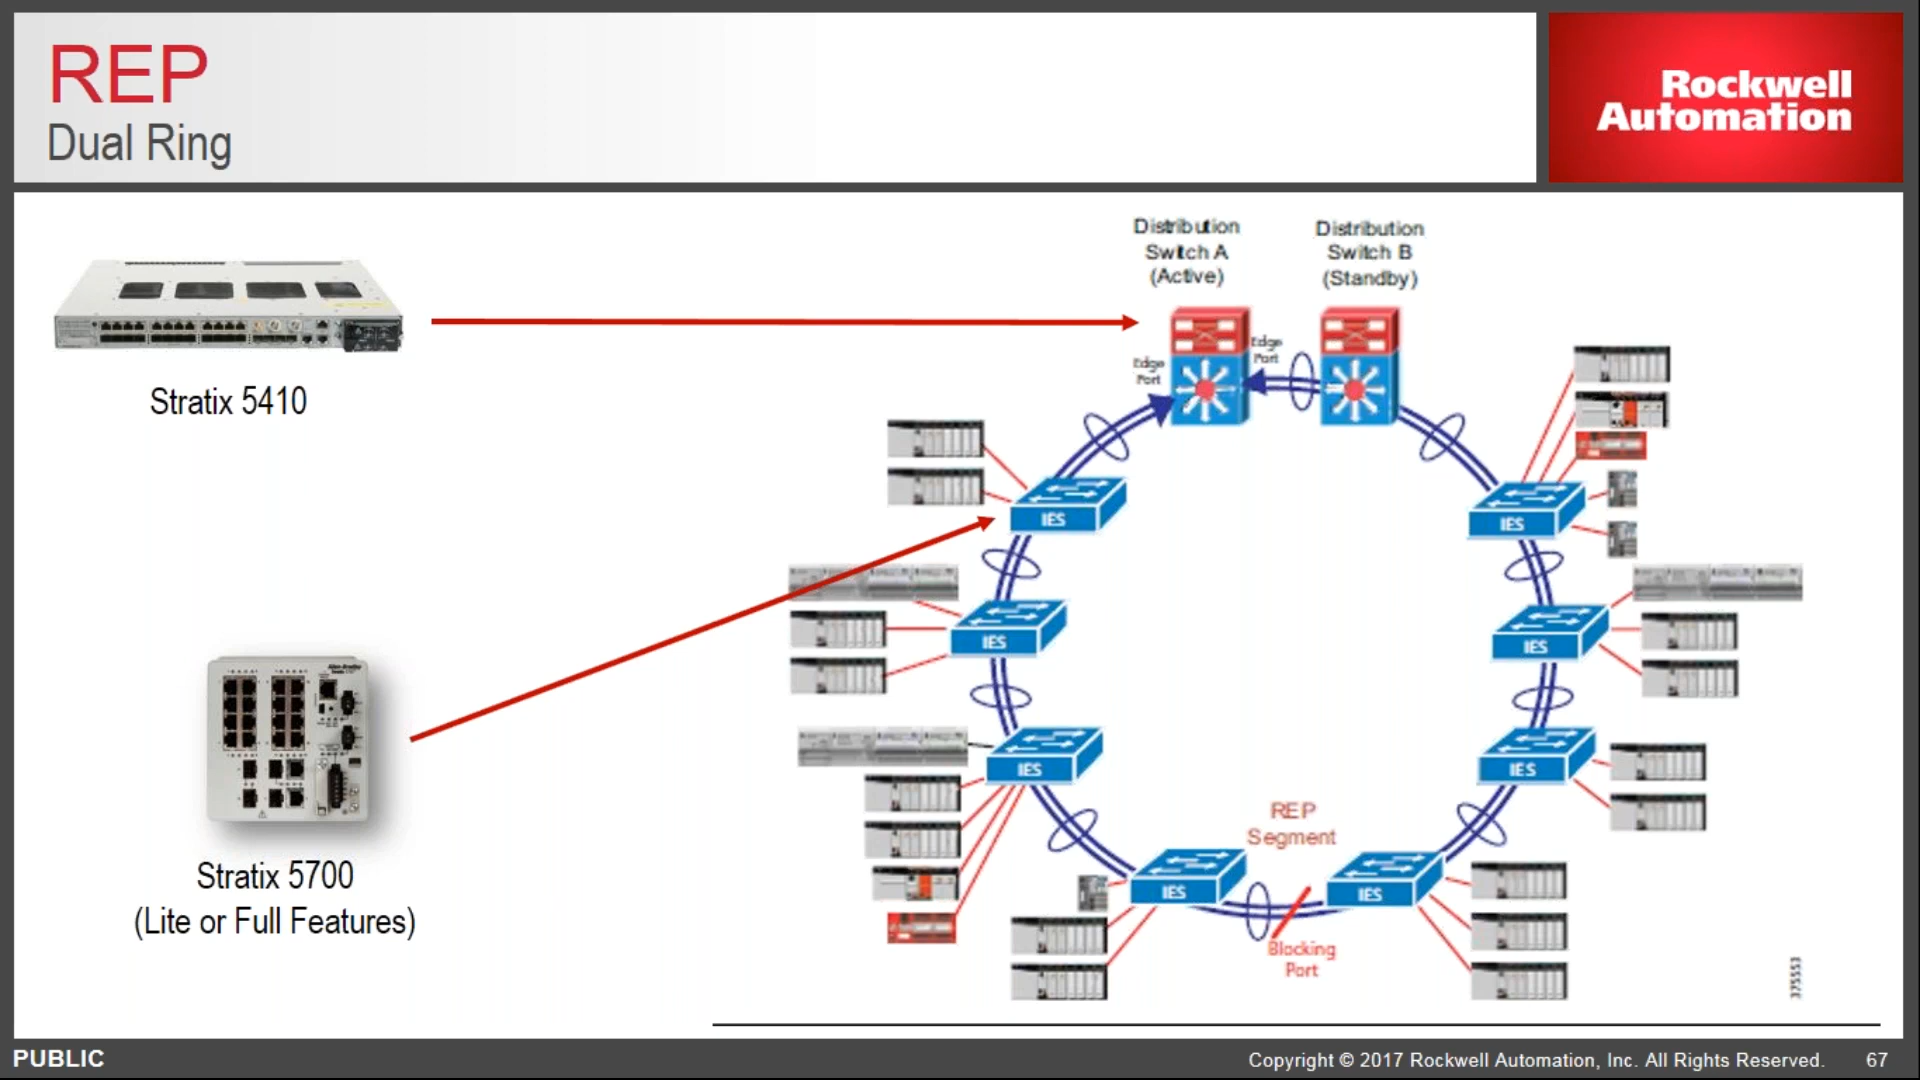 REP
Dual Ring
Rockwell
Automation
Stratix 5410
Stratix 5700
(Lite or Full Features)
Distribution
Switch A
(Active)
Distribution
Switch B
(Standby)
Edge
Port
Edge
Port
IES
IES
IES
IES
IES
IES
IES
IES
REP
Segment
Blocking
Port
375553
PUBLIC
Copyright © 2017 Rockwell Automation, Inc. All Rights Reserved.
67